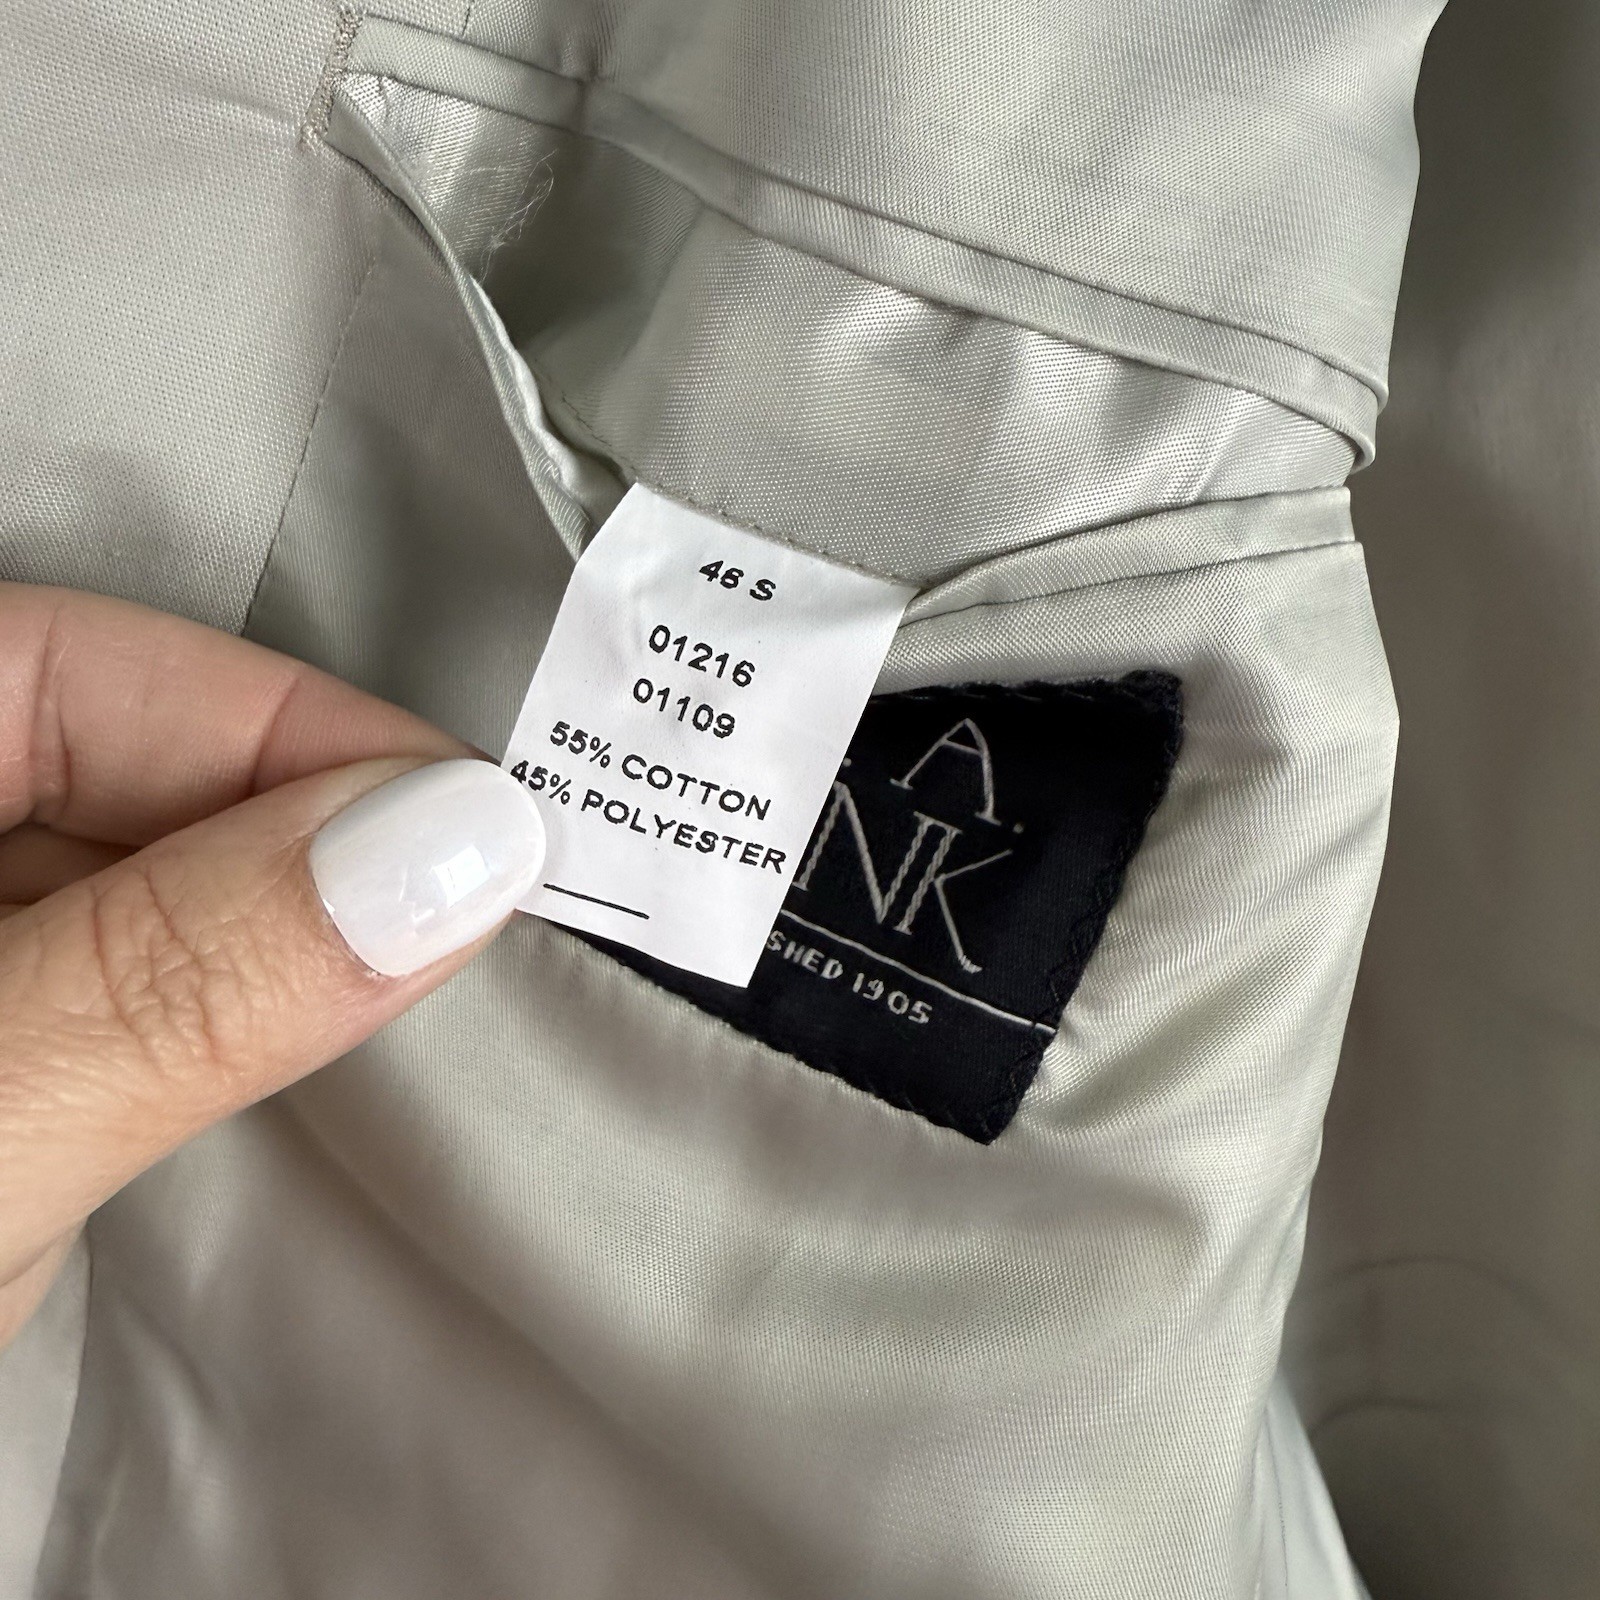 46 S
01216
01109
55% COTTON
45% POLYESTER
. A.
NK
SHED 1905